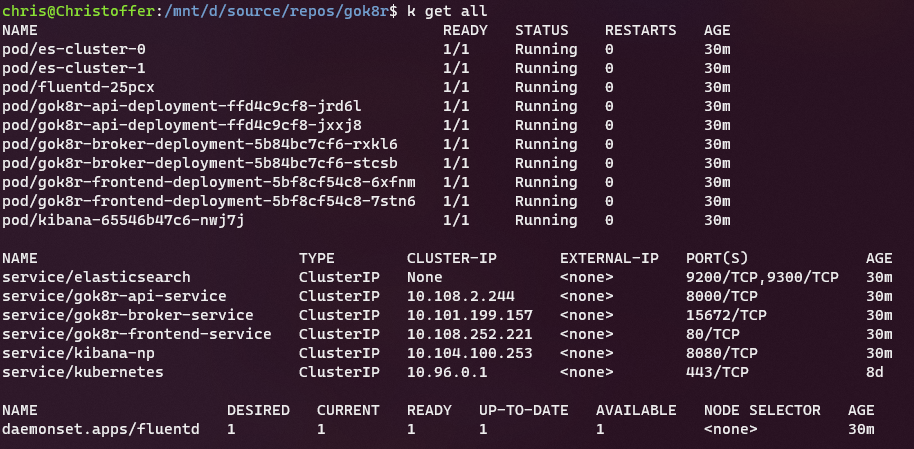 chris@Christoffer:/mnt/d/source/repos/gok8r$ k get all
NAME READY STATUS RESTARTS AGE
pod/es-cluster-0 1/1 Running 0 30m
pod/es-cluster-1 1/1 Running 0 30m
pod/fluentd-25pcx 1/1 Running 0 30m
pod/gok8r-api-deployment-ffd4c9cf8-jrd6l 1/1 Running 0 30m
pod/gok8r-api-deployment-ffd4c9cf8-jxxj8 1/1 Running 0 30m
pod/gok8r-broker-deployment-5b84bc7cf6-rxkl6 1/1 Running 0 30m
pod/gok8r-broker-deployment-5b84bc7cf6-stcsb 1/1 Running 0 30m
pod/gok8r-frontend-deployment-5bf8cf54c8-6xfnm 1/1 Running 0 30m
pod/gok8r-frontend-deployment-5bf8cf54c8-7stn6 1/1 Running 0 30m
pod/kibana-65546b47c6-nwj7j 1/1 Running 0 30m
NAME TYPE CLUSTER-IP EXTERNAL-IP PORT(S) AGE
service/elasticsearch ClusterIP None <none> 9200/TCP,9300/TCP 30m
service/gok8r-api-service ClusterIP 10.108.2.244 <none> 8000/TCP 30m
service/gok8r-broker-service ClusterIP 10.101.199.157 <none> 15672/TCP 30m
service/gok8r-frontend-service ClusterIP 10.108.252.221 <none> 80/TCP 30m
service/kibana-np ClusterIP 10.104.100.253 <none> 8080/TCP 30m
service/kubernetes ClusterIP 10.96.0.1 <none> 443/TCP 8d
NAME DESIRED CURRENT READY UP-TO-DATE AVAILABLE NODE SELECTOR AGE
daemonset.apps/fluentd 1 1 1 1 1 <none> 30m